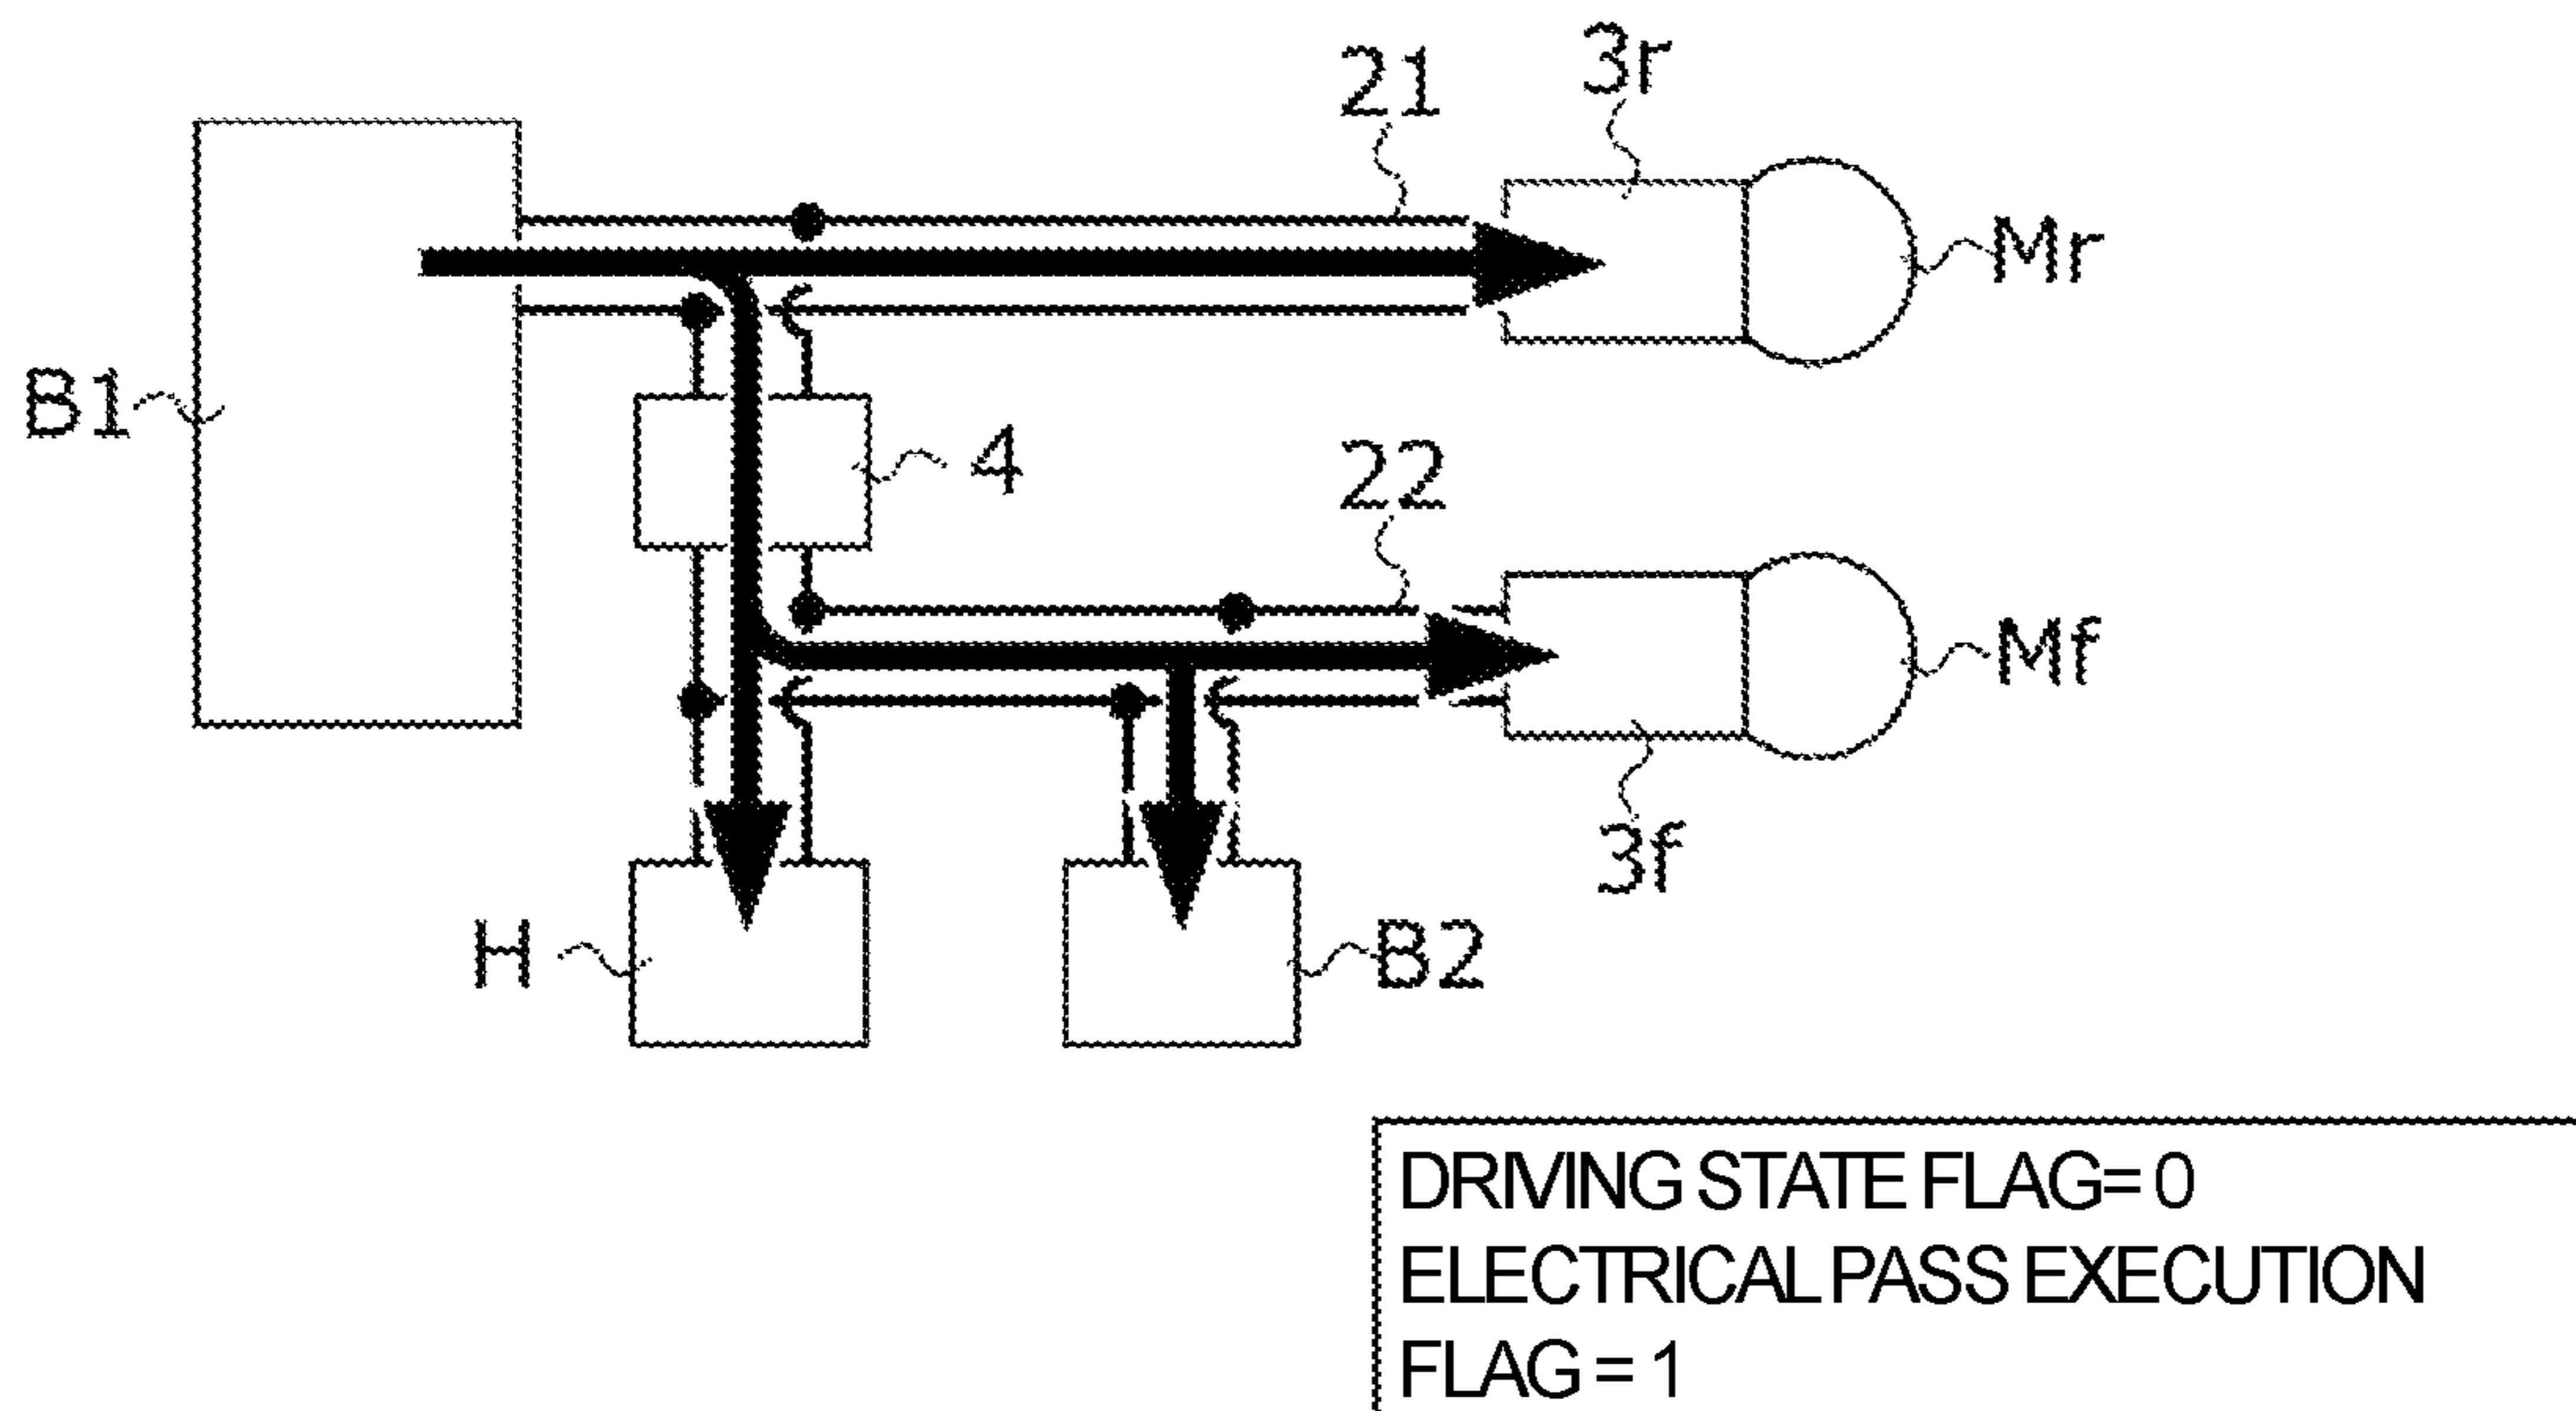 3r
21
Mr
B1
4
22
Mf
3f
H
B2
DRIVING STATE FLAG= 0
ELECTRICAL PASS EXECUTION
FLAG = 1